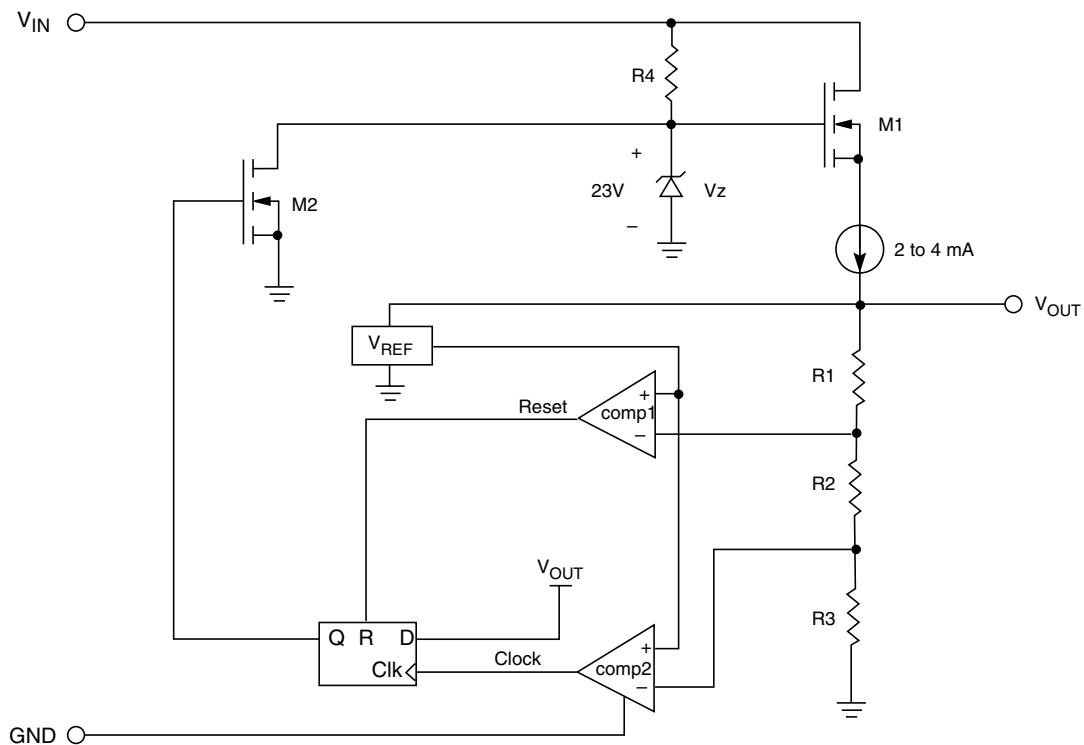 VIN
R4
M1
+
23V
Vz
–
M2
2 to 4 mA
VOUT
VREF
R1
Reset
+
comp1
–
R2
VOUT
R3
Q R D
Clk
Clock
+
comp2
–
GND